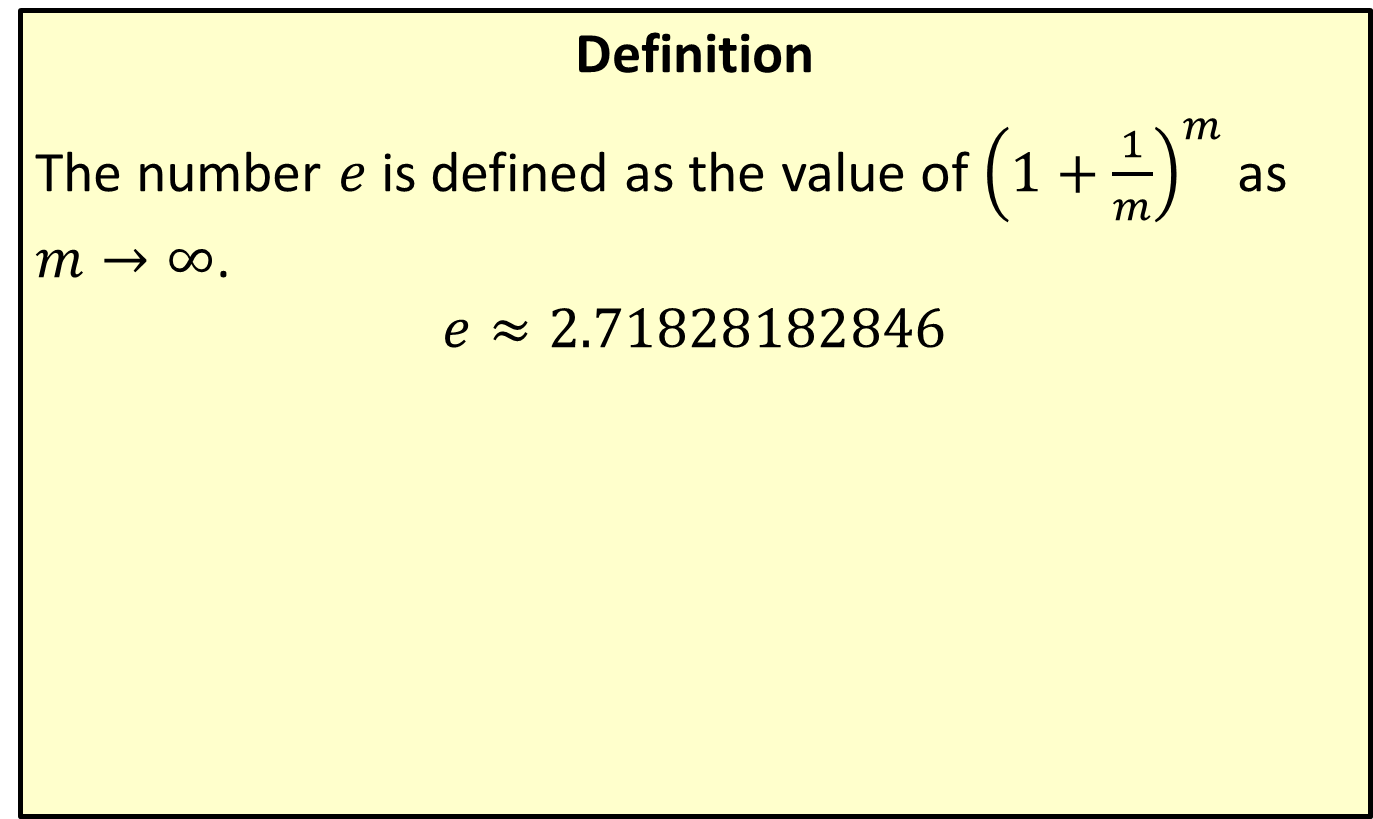 Definition
The number e is defined as the value of (1 + 1/m)^m as
m → ∞.
e ≈ 2.71828182846